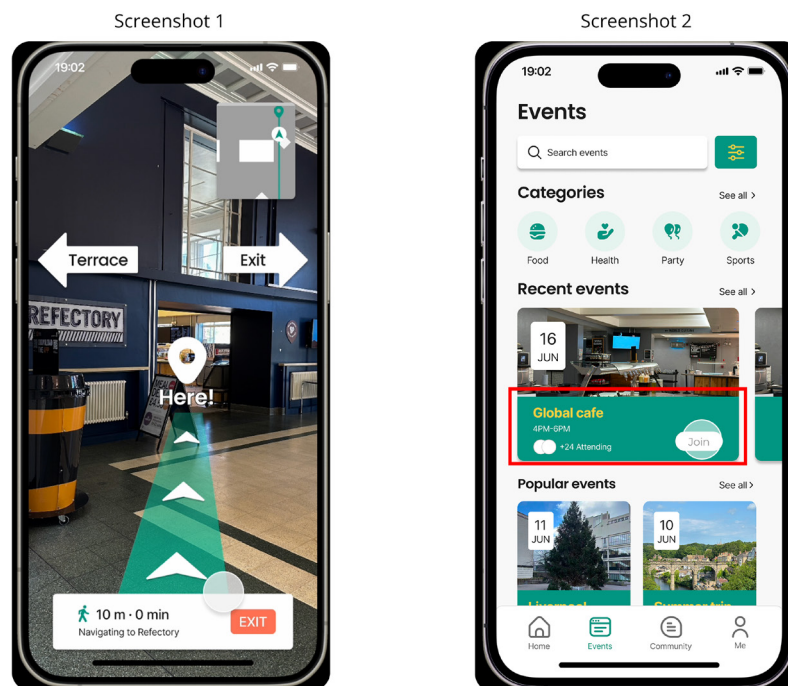 Screenshot 1
Screenshot 2
19:02
Terrace
Exit
REFECTORY
Here!
10 m · 0 min
Navigating to Refectory
EXIT
19:02
Events
Search events
Categories
See all >
Food
Health
Party
Sports
Recent events
See all >
16
JUN
Global cafe
4PM-6PM
+24 Attending
Join
Popular events
See all >
11
JUN
10
JUN
Home
Events
Community
Me